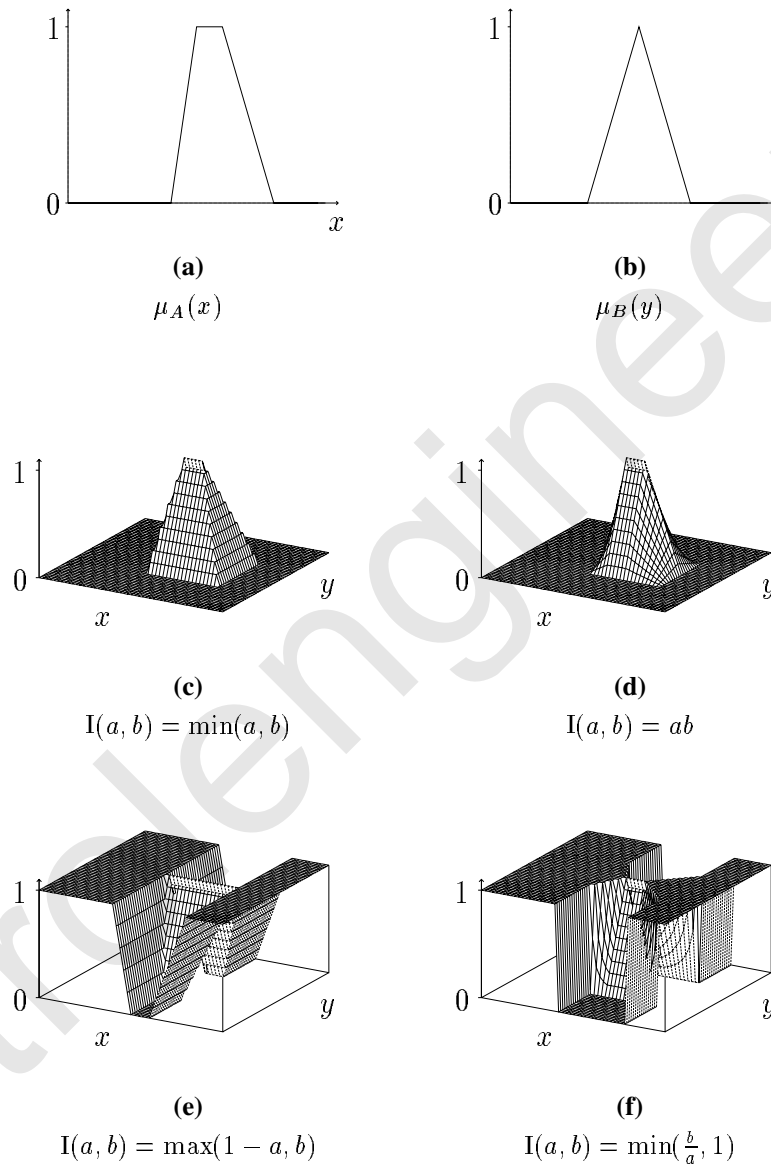 1
1
0
0
x
(a)
(b)
μ_A(x)
μ_B(y)
1
1
0
0
x
y
x
y
(c)
(d)
I(a, b) = min(a, b)
I(a, b) = ab
1
1
0
0
x
y
x
y
(e)
(f)
I(a, b) = max(1 − a, b)
I(a, b) = min(b/a, 1)
trolenginee